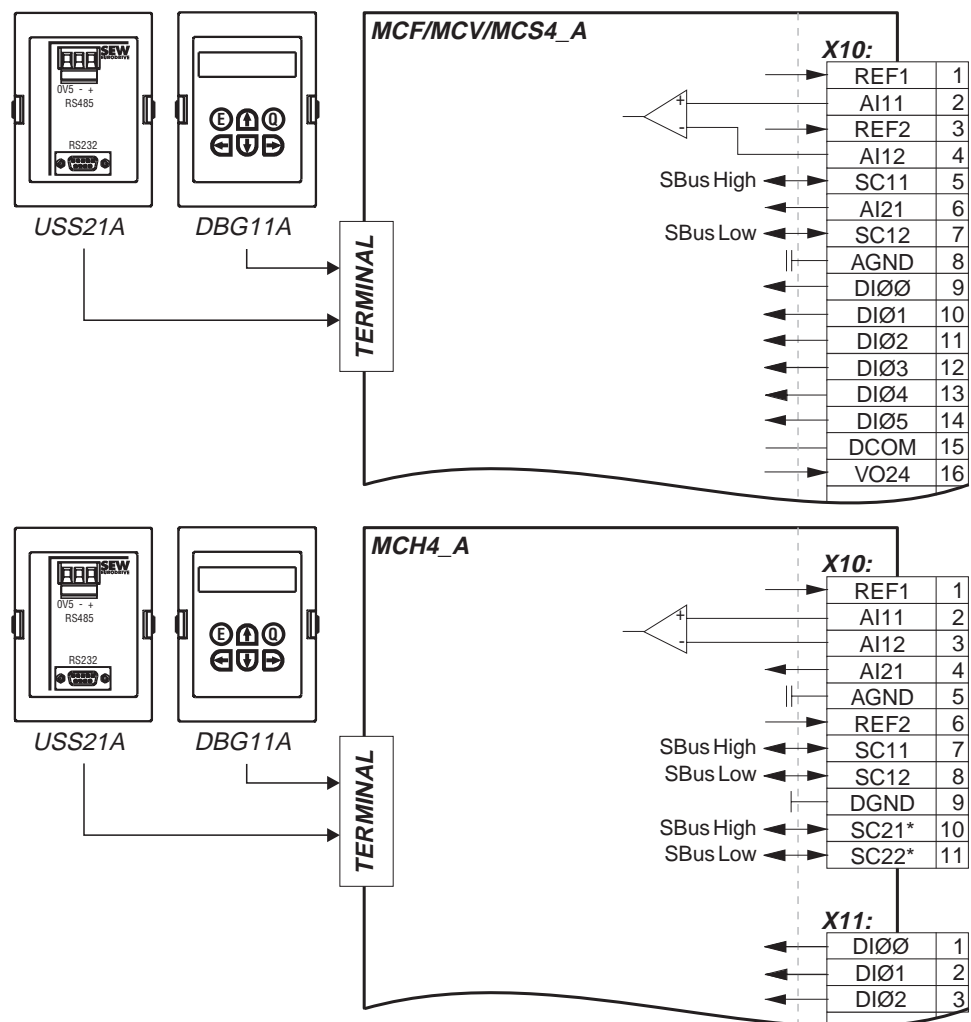 MCF/MCV/MCS4_A
SEW
EURODRIVE
0V5 - +
RS485
RS232
E Q
USS21A
DBG11A
TERMINAL
+
-
SBus High
SBus Low
X10:
REF1 1
AI11 2
REF2 3
AI12 4
SC11 5
AI21 6
SC12 7
AGND 8
DIØØ 9
DIØ1 10
DIØ2 11
DIØ3 12
DIØ4 13
DIØ5 14
DCOM 15
VO24 16
MCH4_A
SEW
EURODRIVE
0V5 - +
RS485
RS232
E Q
USS21A
DBG11A
TERMINAL
+
-
SBus High
SBus Low
SBus High
SBus Low
X10:
REF1 1
AI11 2
AI12 3
AI21 4
AGND 5
REF2 6
SC11 7
SC12 8
DGND 9
SC21* 10
SC22* 11
X11:
DIØØ 1
DIØ1 2
DIØ2 3